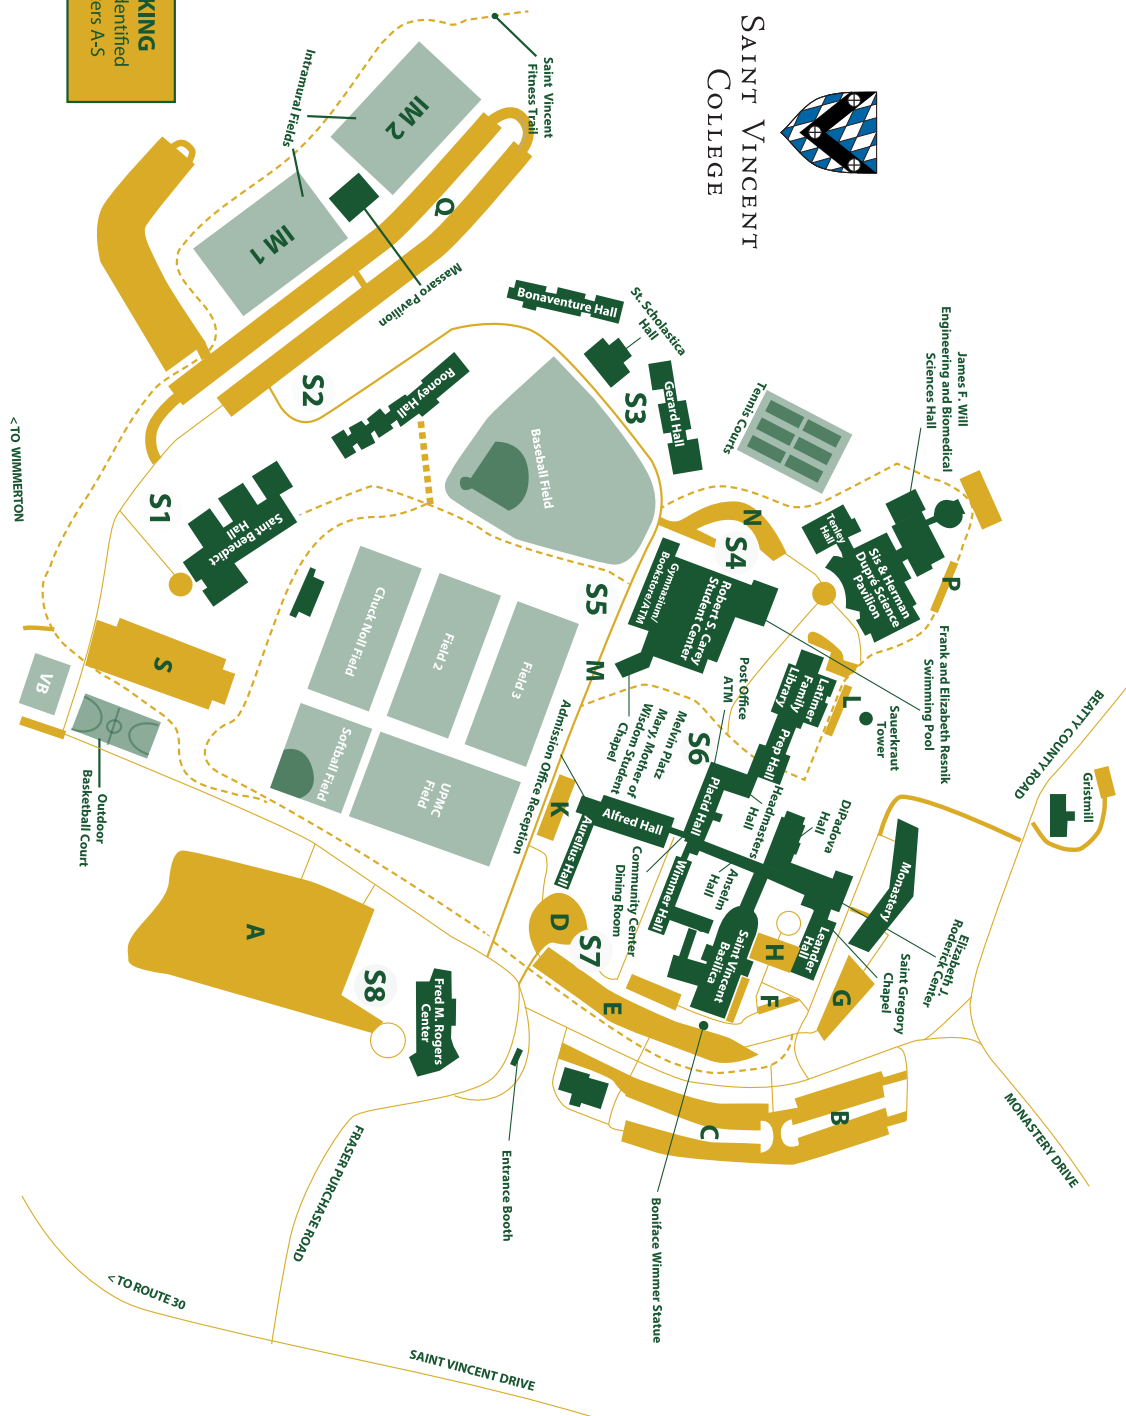 SAINT VINCENT
COLLEGE
KING
dentified
ers A-S
Saint Vincent
Fitness Trail
Intramural Fields
IM 2
IM 1
Q
Massaro Pavilion
Bonaventure Hall
St. Scholastica
Hall
Gerard Hall
S3
S2
Rooney Hall
Baseball Field
Tennis Courts
James F. Will
Engineering and Biomedical
Sciences Hall
Tenley
Hall
Sis & Herman
Dupré Science
Pavilion
P
N
S4
< TO WIMMERTON
S1
Saint Benedict
Hall
S5
Gymnasium/
Bookstore/ATM
Robert S. Carey
Student Center
Frank and Elizabeth Resnik
Swimming Pool
Chuck Noll Field
Field 2
Field 3
M
S
VB
Outdoor
Basketball Court
Softball Field
UPMC
Field
Latimer
Family
Library
L
Sauerkraut
Tower
Post Office
ATM
Melvin Platz
Mary, Mother of
Wisdom Student
Chapel
S6
Prep Hall
Headmasters
Hall
Placid Hall
Admission Office Reception
K
Alfred Hall
Aurelius Hall
Community Center
Dining Room
Wimmer Hall
Anselm
Hall
DiPadova
Hall
BEATTY COUNTY ROAD
Gristmill
Monastery
Elizabeth J.
Roderick Center
Saint Gregory
Chapel
Leander
Hall
Saint Vincent
Basilica
H
G
F
D
S7
E
A
S8
Fred M. Rogers
Center
B
C
MONASTERY DRIVE
FRASER PURCHASE ROAD
Entrance Booth
Boniface Wimmer Statue
< TO ROUTE 30
SAINT VINCENT DRIVE